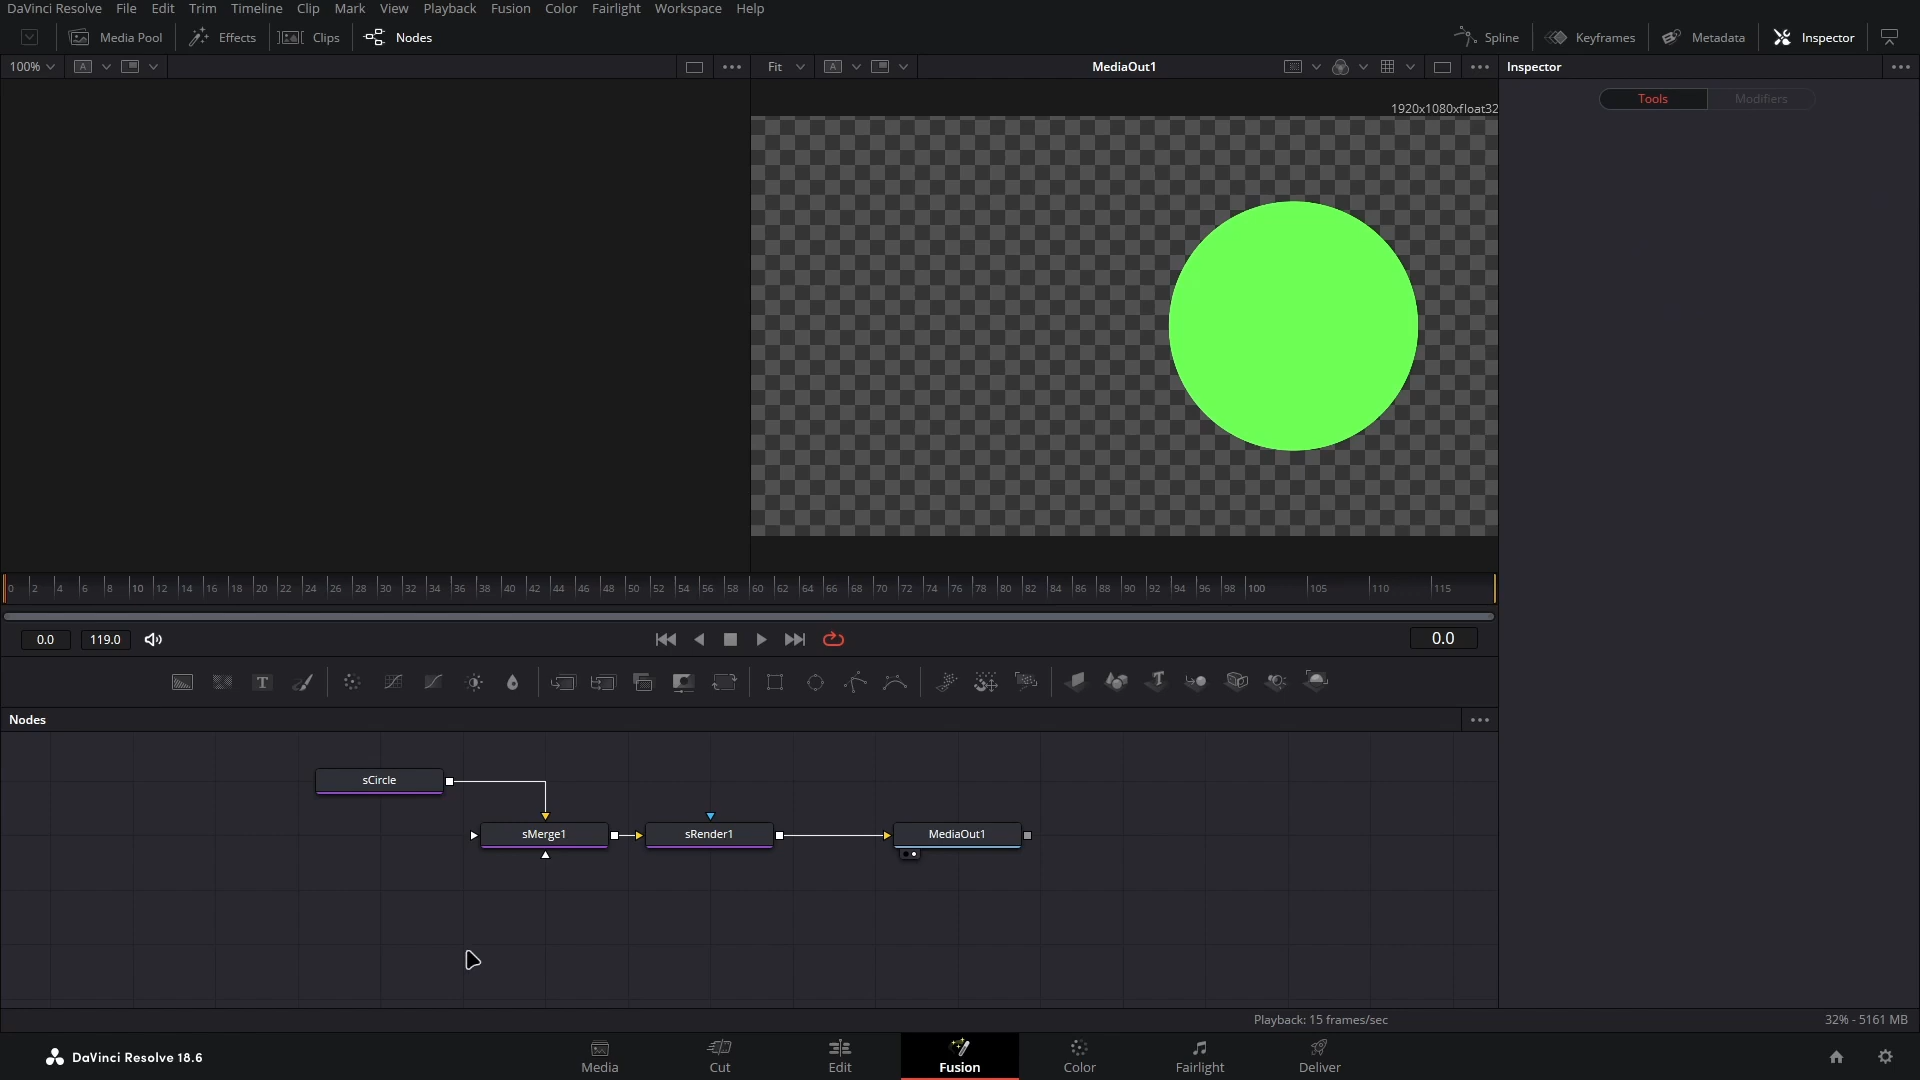 DaVinci Resolve File Edit Trim Timeline Clip Mark View Playback Fusion Color Fairlight Workspace Help
Media Pool Effects Clips Nodes Spline Keyframes Metadata Inspector
100% A Fit A MediaOut1 Inspector
Tools Modifiers
1920x1080xfloat32
0 2 4 6 8 10 12 14 16 18 20 22 24 26 28 30 32 34 36 38 40 42 44 46 48 50 52 54 56 58 60 62 64 66 68 70 72 74 76 78 80 82 84 86 88 90 92 94 96 98 100 105 110 115
0.0 119.0 0.0
T T
Nodes
sCircle
sMerge1 sRender1 MediaOut1
Playback: 15 frames/sec 32% - 5161 MB
DaVinci Resolve 18.6 Media Cut Edit Fusion Color Fairlight Deliver